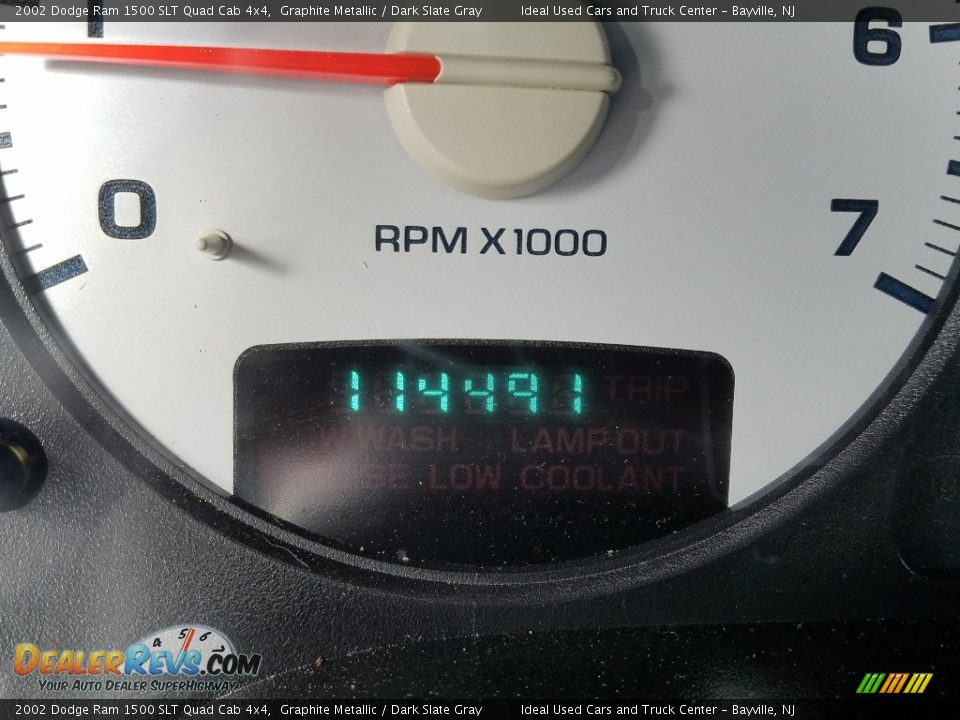 2002 Dodge Ram 1500 SLT Quad Cab 4x4, Graphite Metallic / Dark Slate Gray Ideal Used Cars and Truck Center - Bayville, NJ
6
0
7
RPM X1000
114491 TRIP
WASH LAMP OUT
LOW COOLANT
4 5 6
DEALERREVS.COM
YOUR AUTO DEALER SUPERHIGHWAY
2002 Dodge Ram 1500 SLT Quad Cab 4x4, Graphite Metallic / Dark Slate Gray Ideal Used Cars and Truck Center - Bayville, NJ